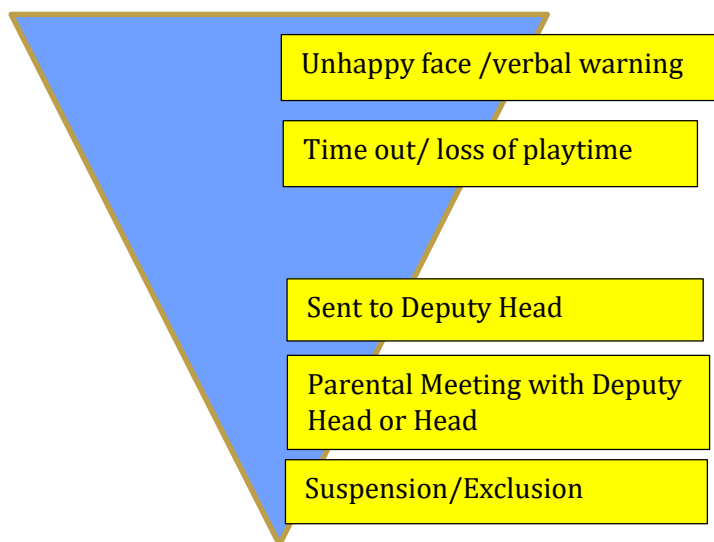 Unhappy face /verbal warning
Time out/ loss of playtime
Sent to Deputy Head
Parental Meeting with Deputy
Head or Head
Suspension/Exclusion